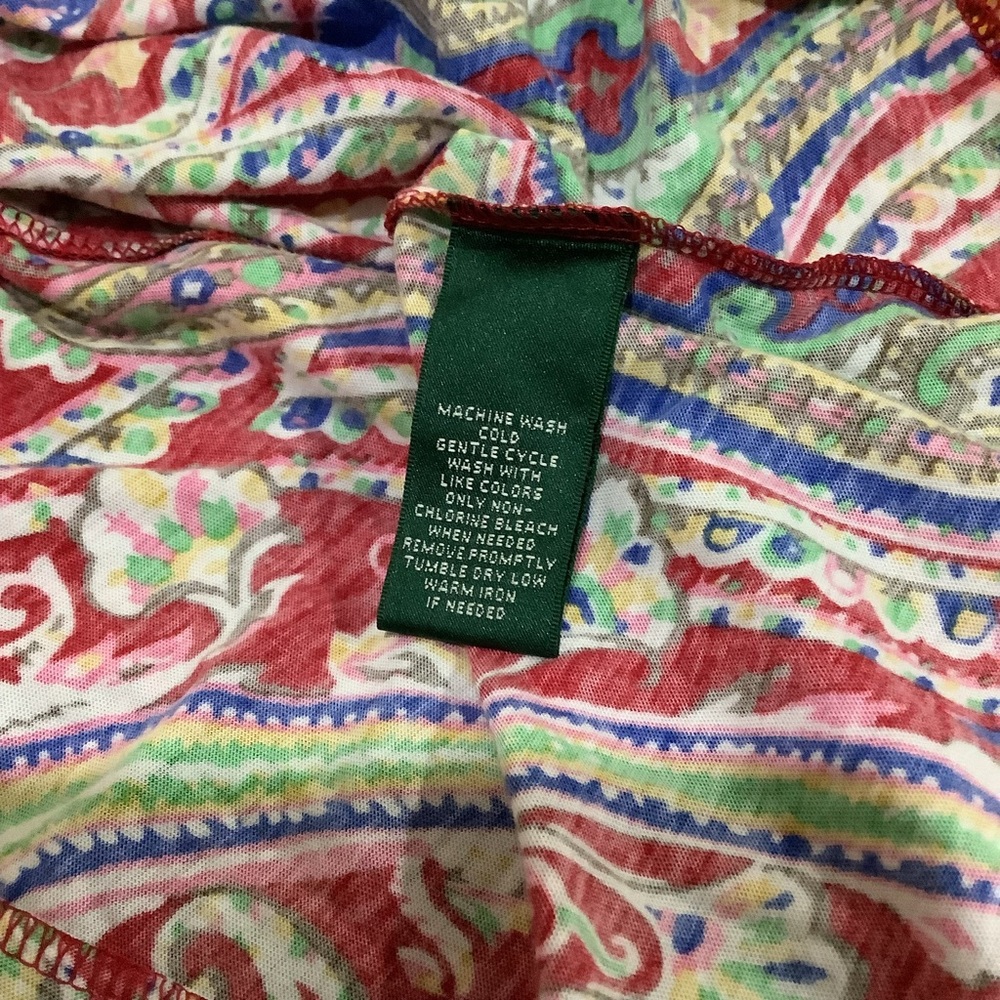 MACHINE WASH
COLD
GENTLE CYCLE.
WASH WITH
LIKE COLORS
ONLY NON-
CHLORINE BLEACH
WHEN NEEDED
REMOVE PROMPTLY
TUMBLE DRY LOW
WARM IRON
IF NEEDED